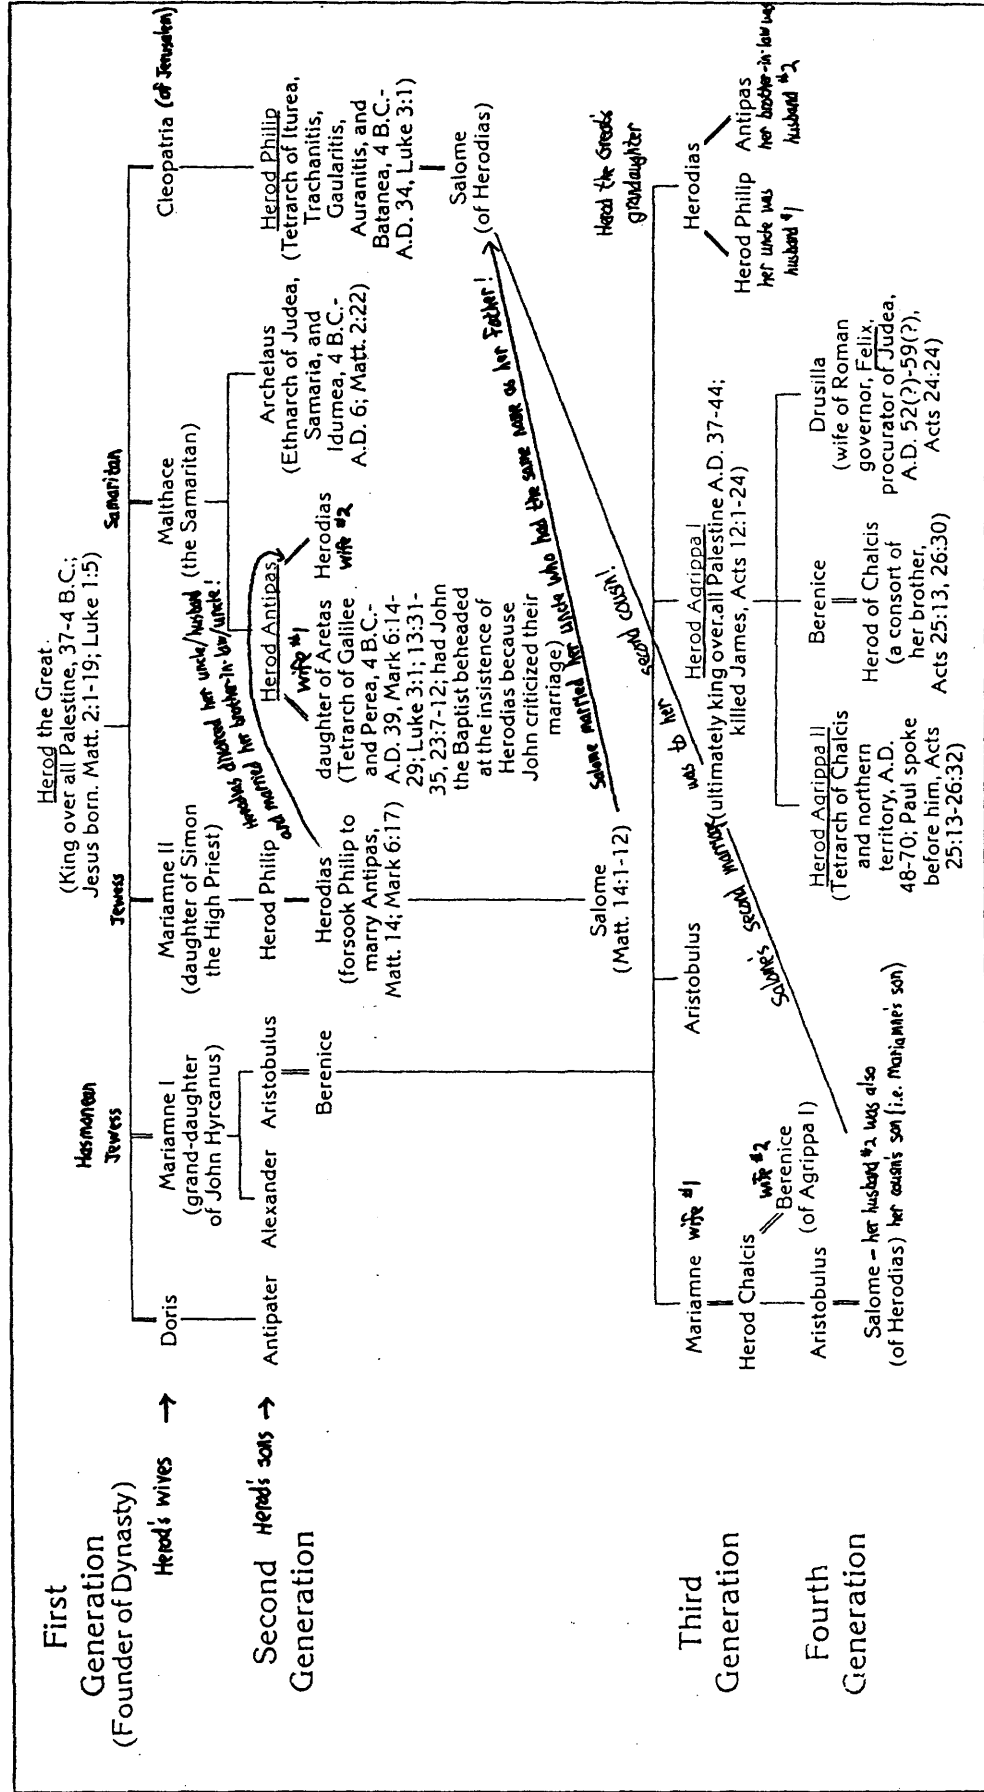 First
Generation
(Founder of Dynasty)
Herod the Great
(King over all Palestine, 37-4 B.C.;
Jesus born. Matt. 2:1-19; Luke 1:5)
Herod's wives →
Hasmonean
Jewess
Jewess
Samaritan
Doris
Mariamne I
(grand-daughter
of John Hyrcanus)
Mariamne II
(daughter of Simon
the High Priest)
Malthace
(the Samaritan)
Cleopatria (of Jerusalem)
Second
Generation
Herod's sons →
Antipater
Alexander
Aristobulus
Berenice
Herod Philip
Herodias
(forsook Philip to
marry Antipas,
Matt. 14; Mark 6:17)
Herodias divorced her uncle/husband
and married her brother-in-law/uncle!
Herod Antipas
wife #1
daughter of Aretas
Herodias
wife #2
(Tetrarch of Galilee
and Perea, 4 B.C.-
A.D. 39, Mark 6:14-
29; Luke 3:1; 13:31-
35, 23:7-12; had John
the Baptist beheaded
at the insistence of
Herodias because
John criticized their
marriage)
Archelaus
(Ethnarch of Judea,
Samaria, and
Idumea, 4 B.C.-
A.D. 6; Matt. 2:22)
Herod Philip
(Tetrarch of Iturea,
Trachanitis,
Gaularitis,
Auranitis, and
Batanea, 4 B.C.-
A.D. 34, Luke 3:1)
Salome
(of Herodias)
Salome
(Matt. 14:1-12)
Salome married her uncle who had the same name as her Father!
Salome's second marriage was to her second cousin!
Third
Generation
Mariamne wife #1
Herod Chalcis
wife #2
Berenice
(of Agrippa I)
Aristobulus
Herod Agrippa I
(ultimately king over all Palestine A.D. 37-44;
killed James, Acts 12:1-24)
Herod the Great's
grandaughter
Herodias
Herod Philip
her uncle was
husband #1
Antipas
her brother-in-law was
husband #2
Fourth
Generation
Aristobulus
Salome - her husband #2 was also
(of Herodias) her cousin's son (i.e. Mariamne's son)
Herod Agrippa II
(Tetrarch of Chalcis
and northern
territory, A.D.
48-70; Paul spoke
before him, Acts
25:13-26:32)
Berenice
Herod of Chalcis
(a consort of
her brother,
Acts 25:13, 26:30)
Drusilla
(wife of Roman
governor, Felix,
procurator of Judea,
A.D. 52(?)-59(?),
Acts 24:24)